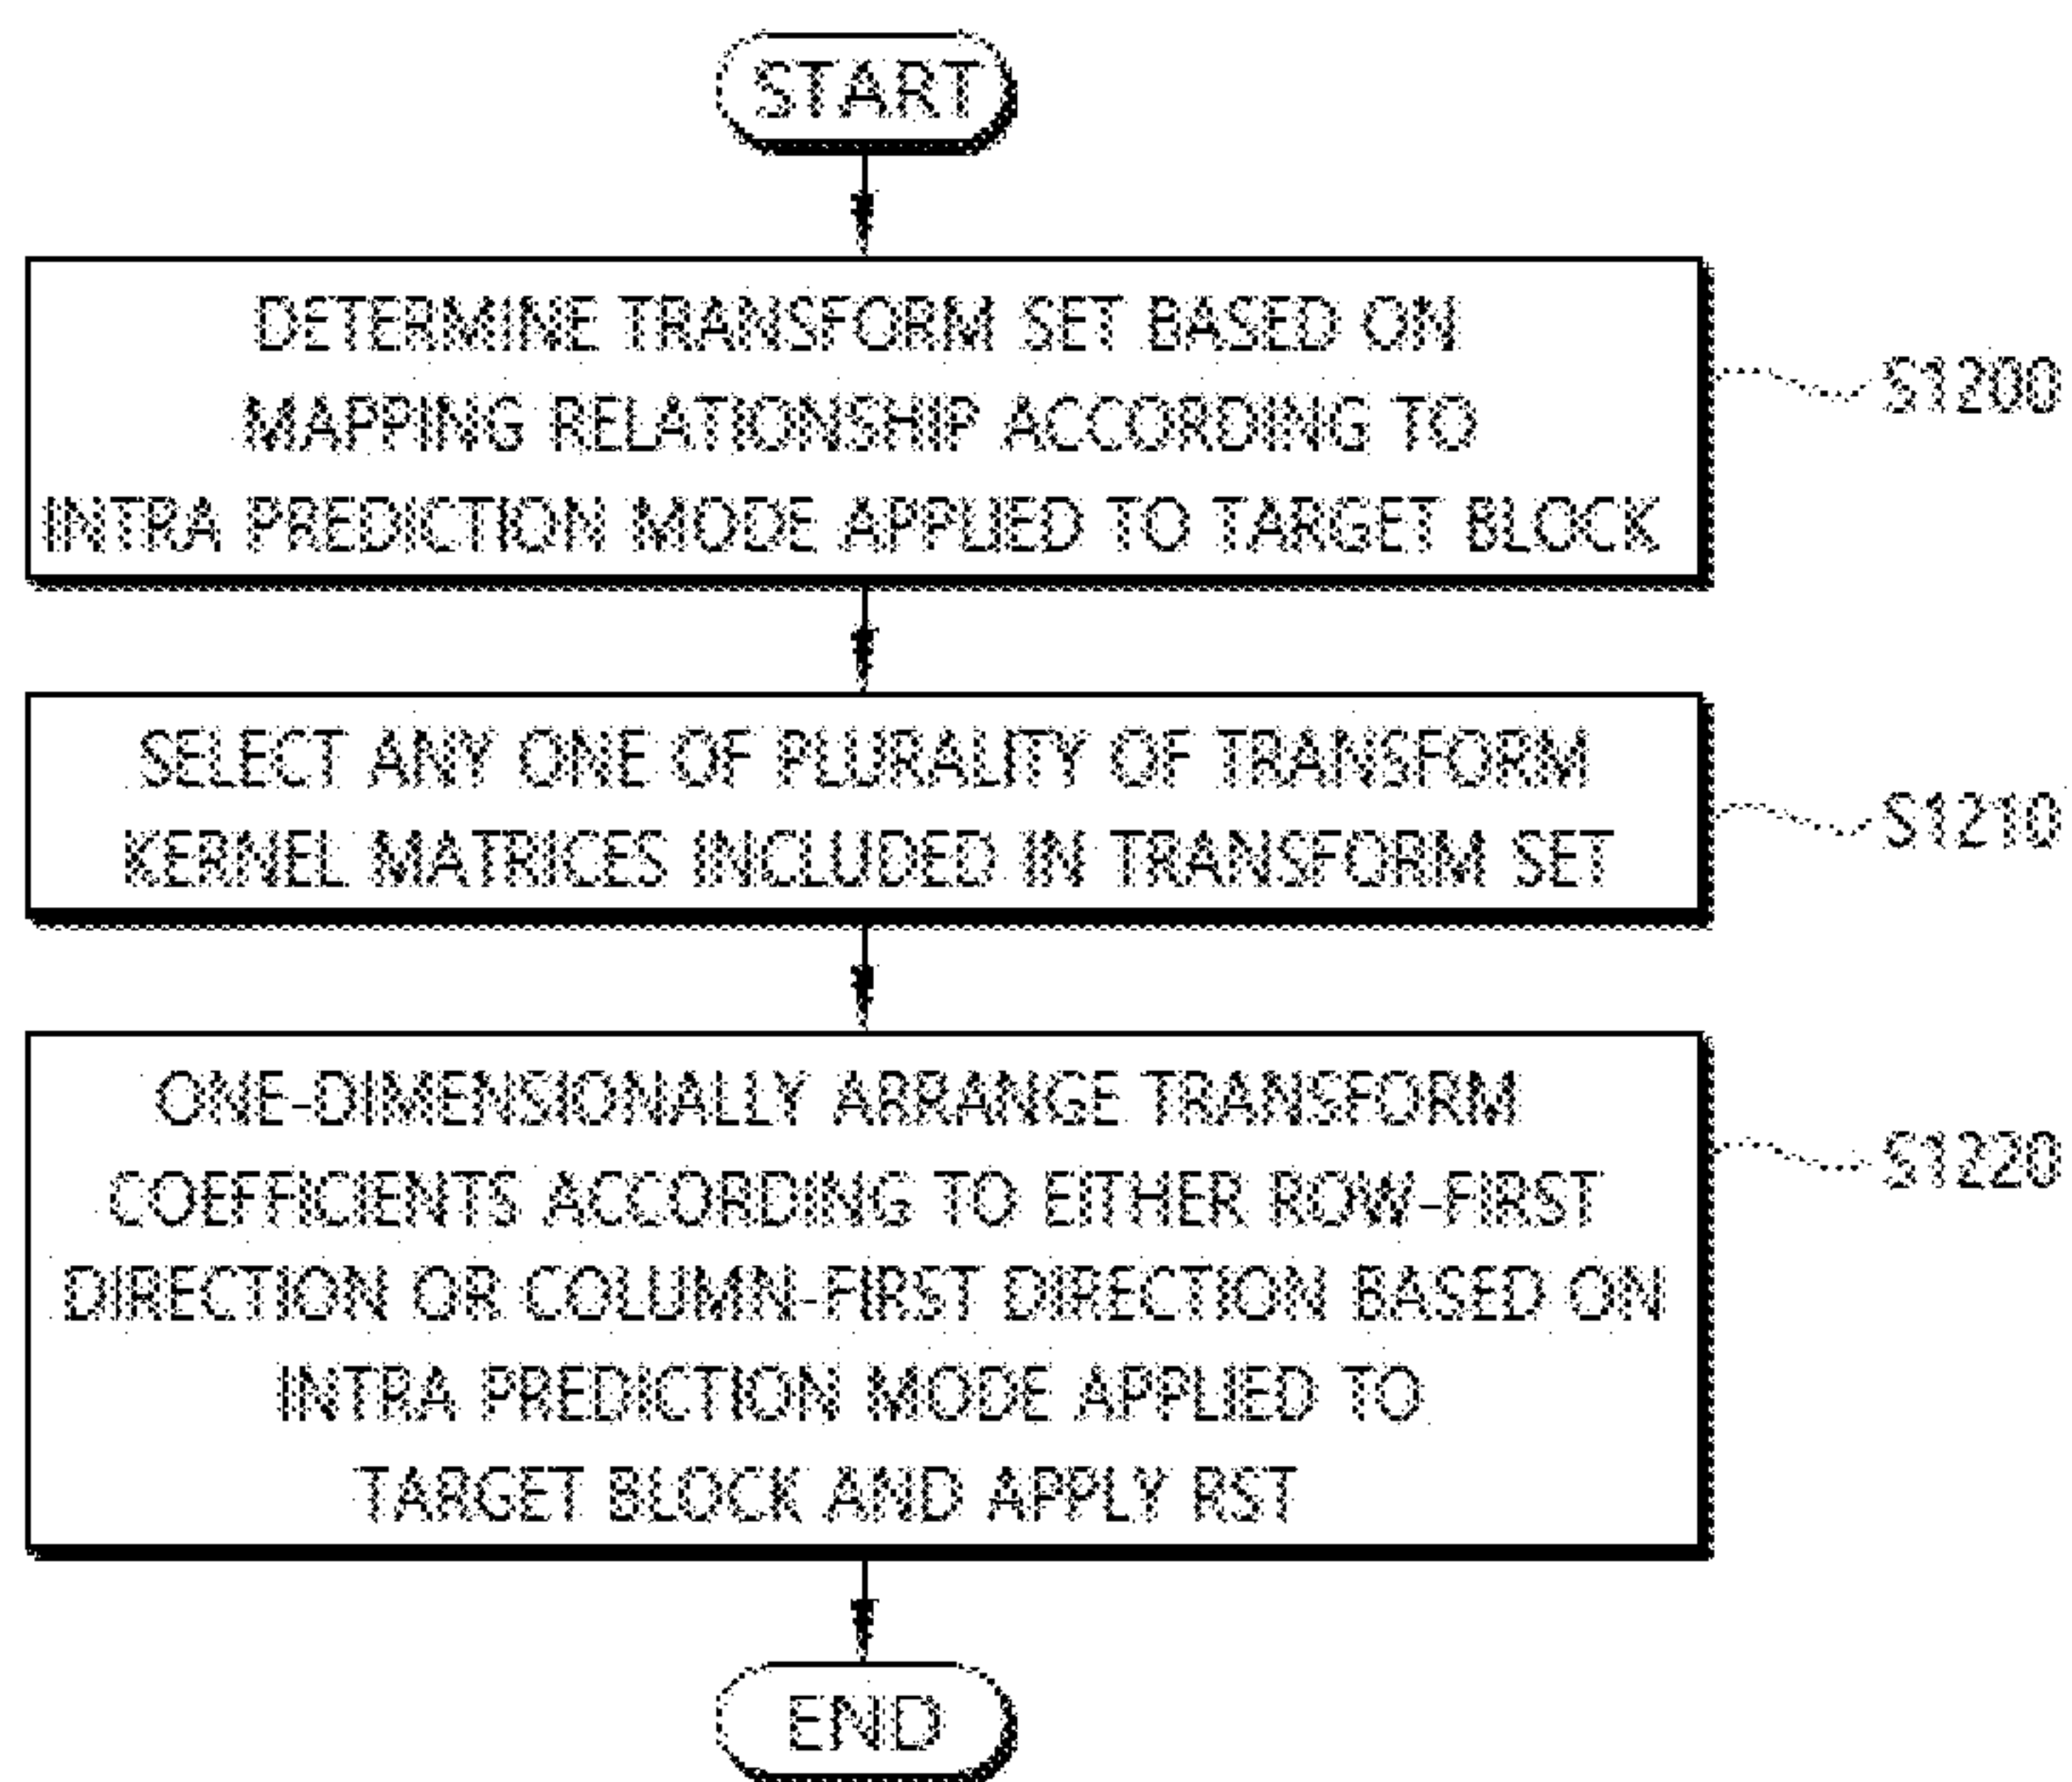 START
DETERMINE TRANSFORM SET BASED ON
MAPPING RELATIONSHIP ACCORDING TO
INTRA PREDICTION MODE APPLIED TO TARGET BLOCK
S1200
SELECT ANY ONE OF PLURALITY OF TRANSFORM
KERNEL MATRICES INCLUDED IN TRANSFORM SET
S1210
ONE-DIMENSIONALLY ARRANGE TRANSFORM
COEFFICIENTS ACCORDING TO EITHER ROW-FIRST
DIRECTION OR COLUMN-FIRST DIRECTION BASED ON
INTRA PREDICTION MODE APPLIED TO
TARGET BLOCK AND APPLY RST
S1220
END